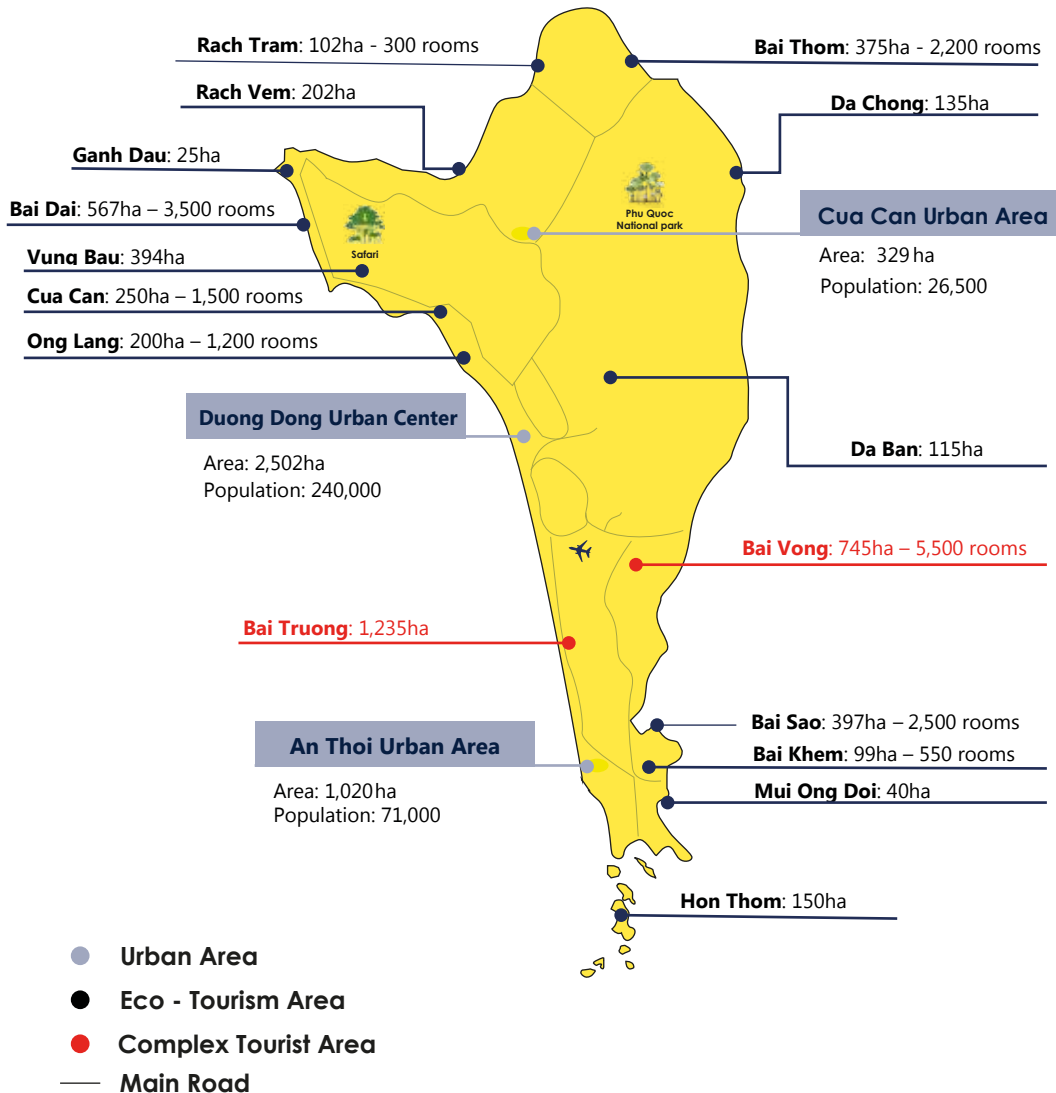 Rach Tram: 102ha - 300 rooms
Bai Thom: 375ha - 2,200 rooms
Rach Vem: 202ha
Da Chong: 135ha
Ganh Dau: 25ha
Phu Quoc
National park
Bai Dai: 567ha – 3,500 rooms
Cua Can Urban Area
Area: 329 ha
Population: 26,500
Safari
Vung Bau: 394ha
Cua Can: 250ha – 1,500 rooms
Ong Lang: 200ha – 1,200 rooms
Duong Dong Urban Center
Area: 2,502ha
Population: 240,000
Da Ban: 115ha
Bai Vong: 745ha – 5,500 rooms
Bai Truong: 1,235ha
Bai Sao: 397ha – 2,500 rooms
An Thoi Urban Area
Bai Khem: 99ha – 550 rooms
Area: 1,020 ha
Population: 71,000
Mui Ong Doi: 40ha
Hon Thom: 150ha
Urban Area
Eco - Tourism Area
Complex Tourist Area
Main Road